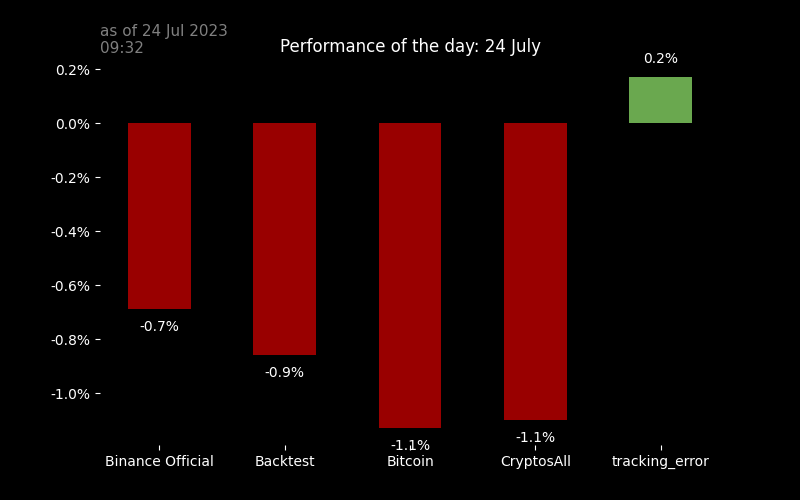 as of 24 Jul 2023
09:32
Performance of the day: 24 July
0.2%
0.2%
0.0%
-0.2%
-0.4%
-0.6%
-0.7%
-0.8%
-0.9%
-1.0%
-1.1%
-1.1%
Binance Official
Backtest
Bitcoin
CryptosAll
tracking_error